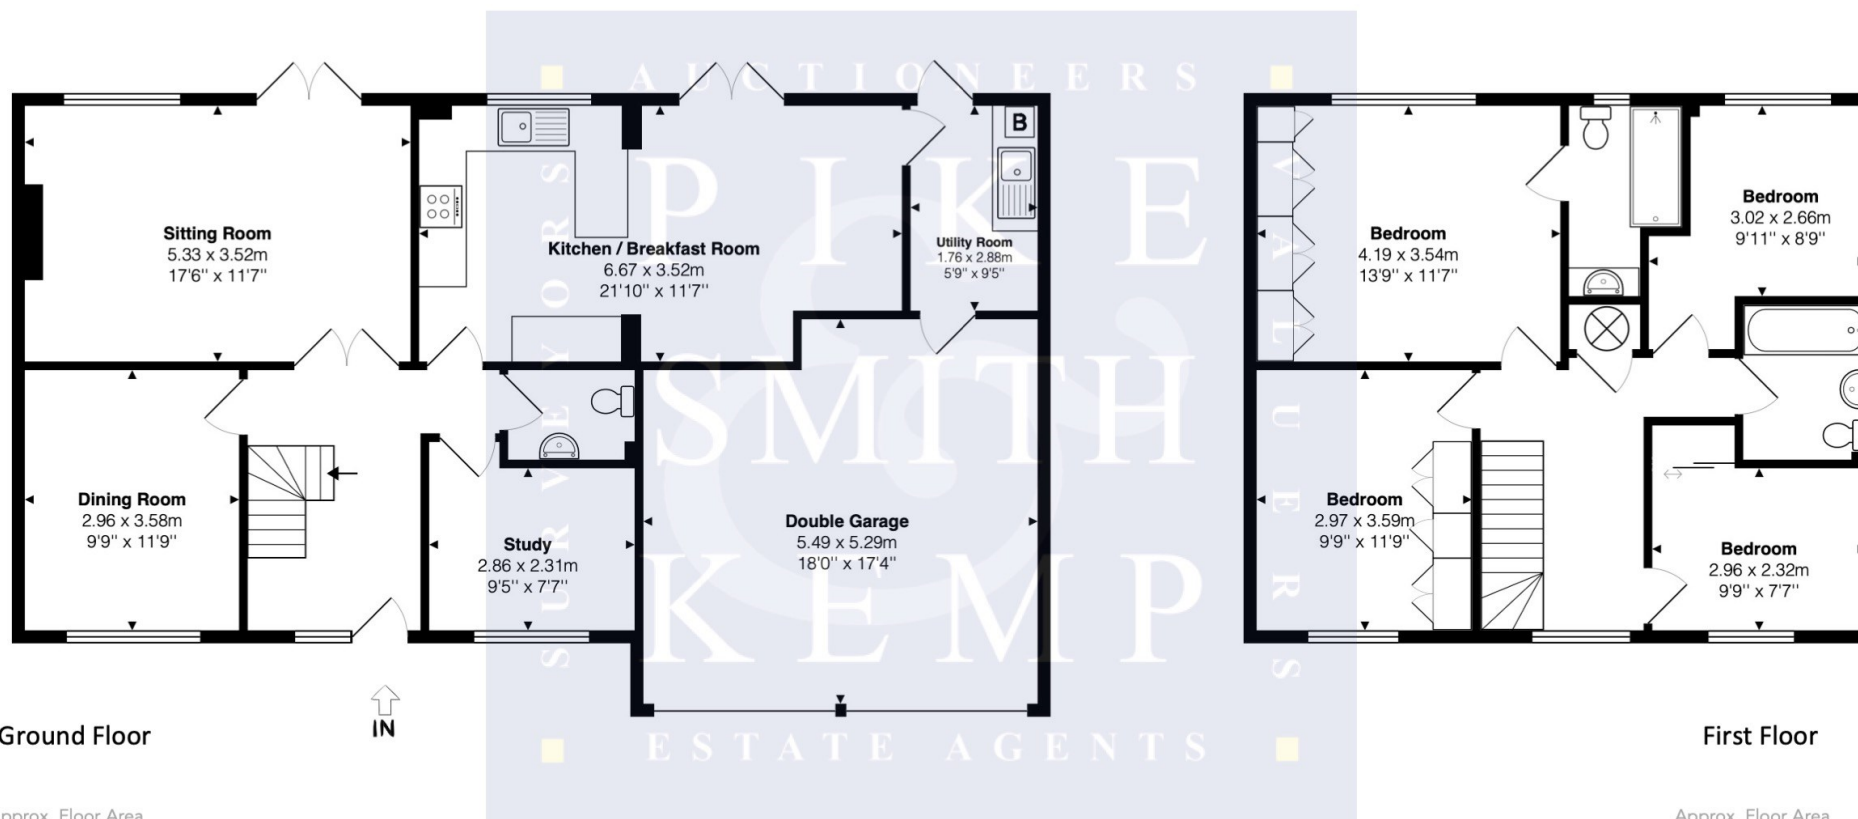 AUCTIONEERS
SURVEYORS
VALUERS
PIKE
&
SMITH
KEMP
ESTATE AGENTS
Sitting Room
5.33 x 3.52m
17'6" x 11'7"
Kitchen / Breakfast Room
6.67 x 3.52m
21'10" x 11'7"
B
Utility Room
1.76 x 2.88m
5'9" x 9'5"
Dining Room
2.96 x 3.58m
9'9" x 11'9"
Study
2.86 x 2.31m
9'5" x 7'7"
Double Garage
5.49 x 5.29m
18'0" x 17'4"
IN
Ground Floor
Approx. Floor Area
Bedroom
4.19 x 3.54m
13'9" x 11'7"
Bedroom
3.02 x 2.66m
9'11" x 8'9"
Bedroom
2.97 x 3.59m
9'9" x 11'9"
Bedroom
2.96 x 2.32m
9'9" x 7'7"
First Floor
Approx. Floor Area